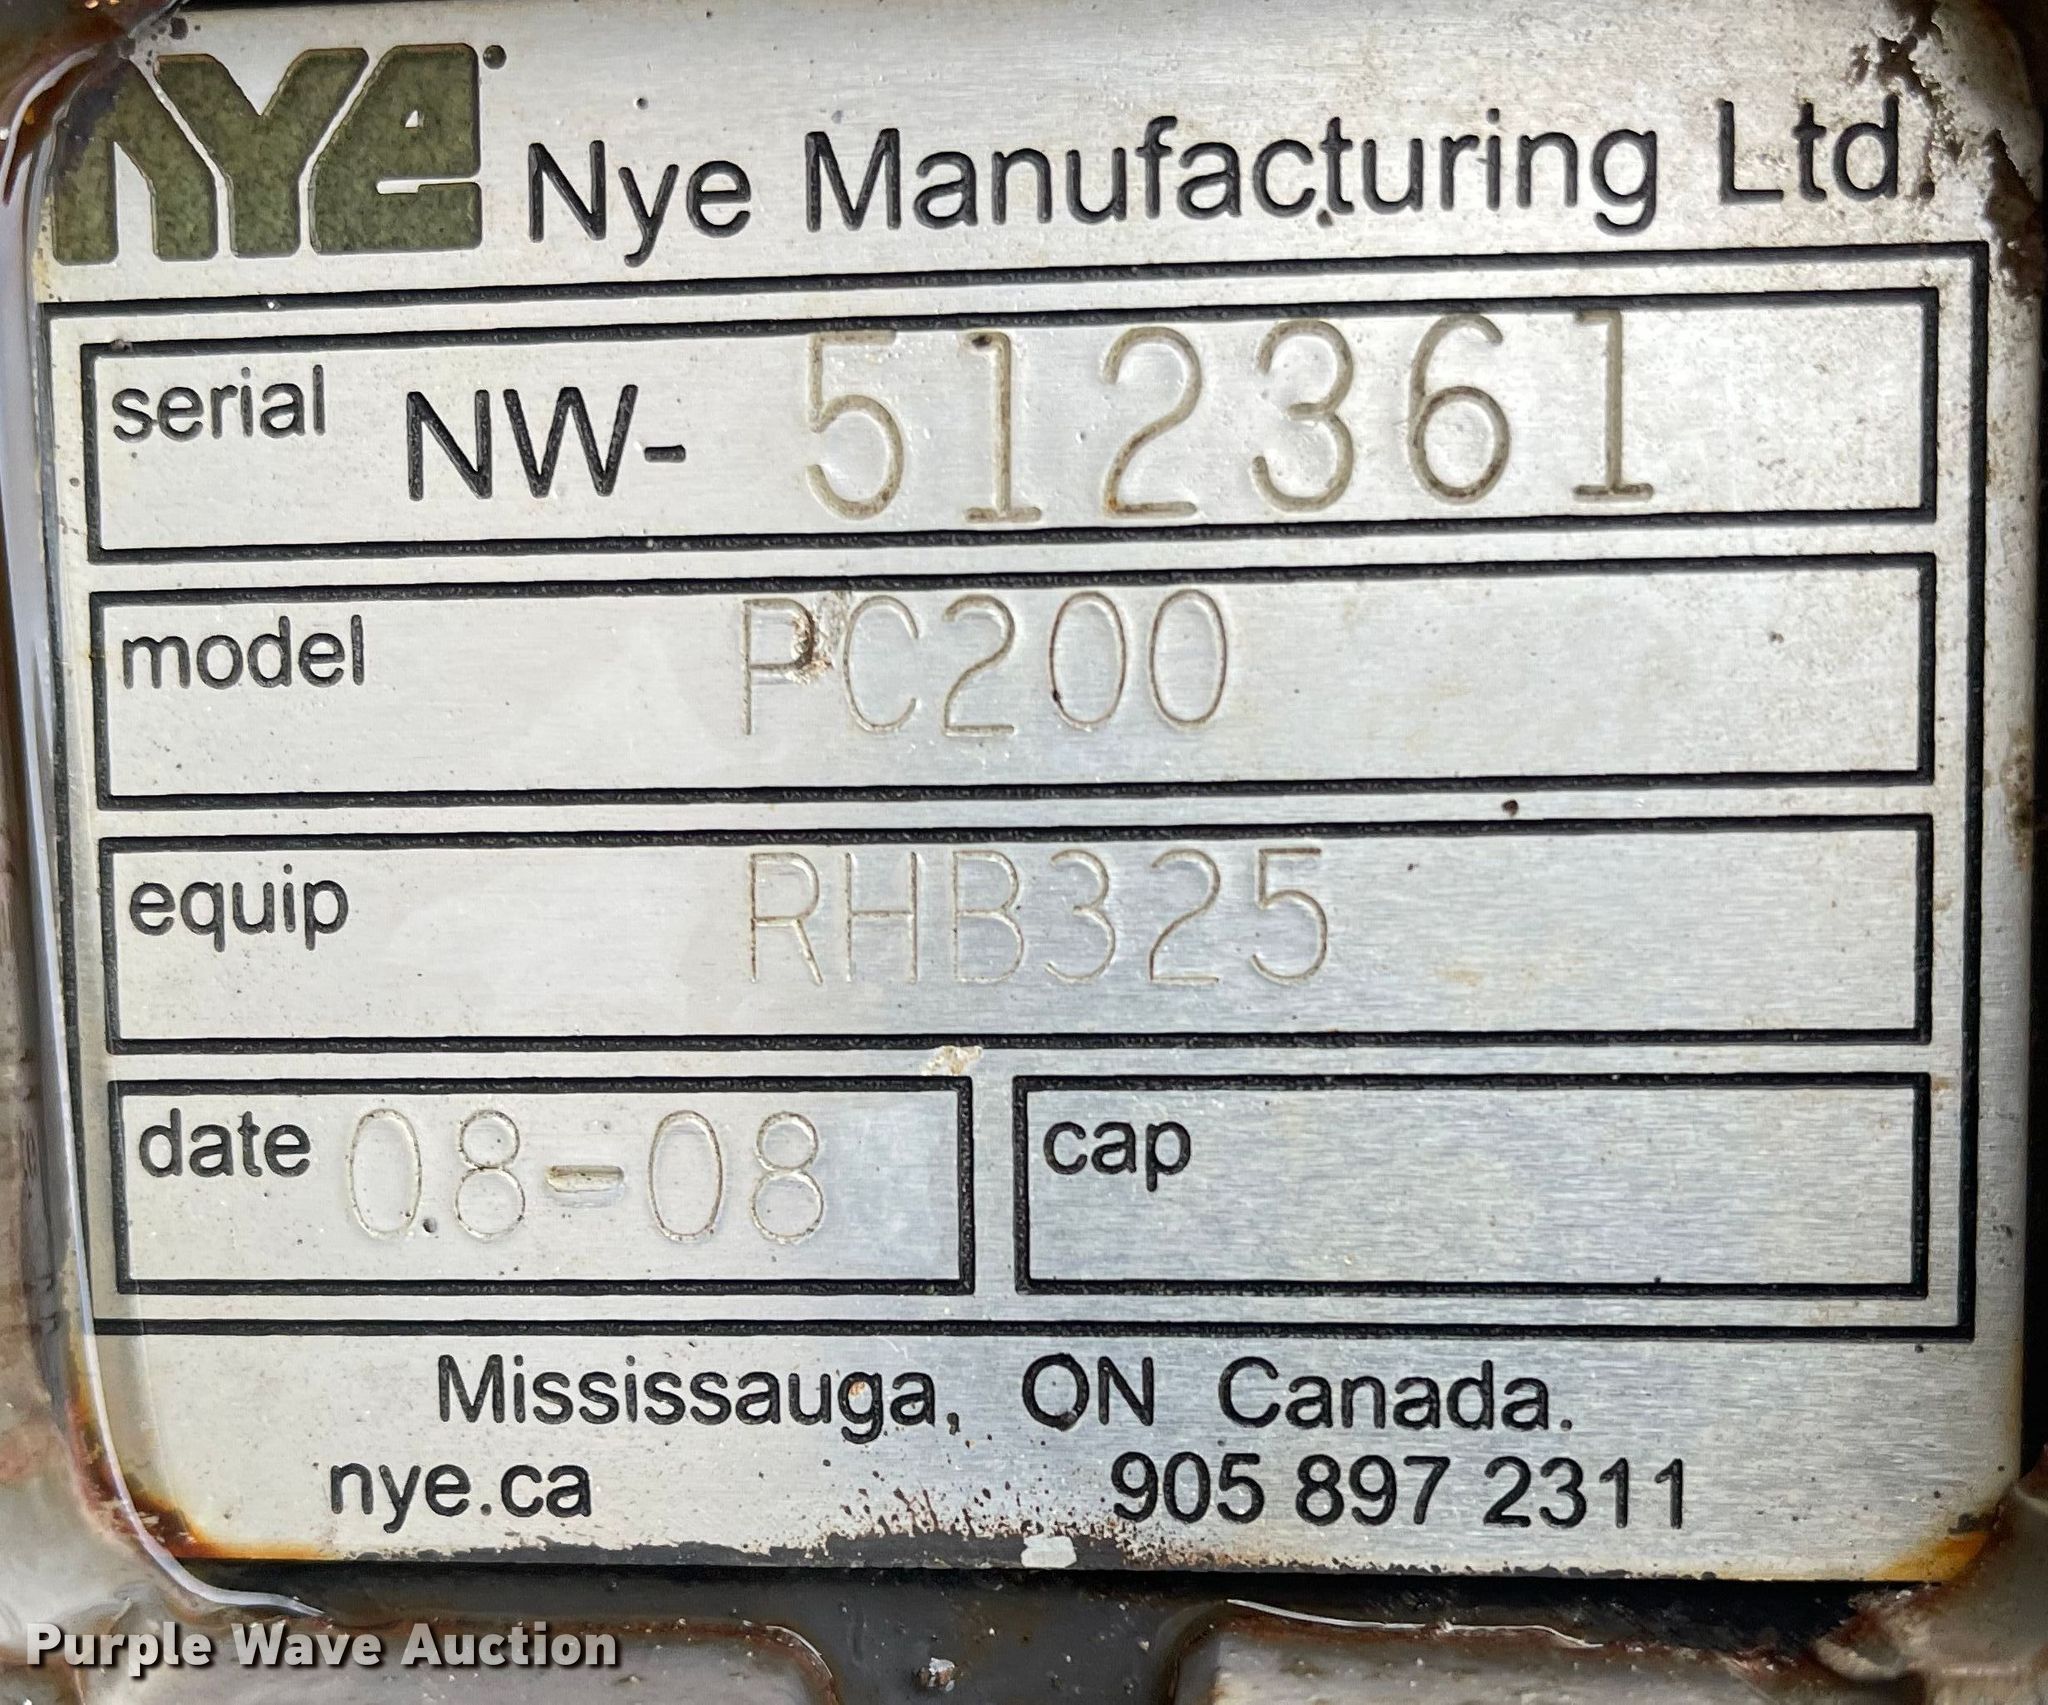 NYE Nye Manufacturing Ltd.
serial NW-512361
model PC200
equip RHB325
date 08-08 cap
Mississauga, ON Canada.
nye.ca 905 897 2311
Purple Wave Auction